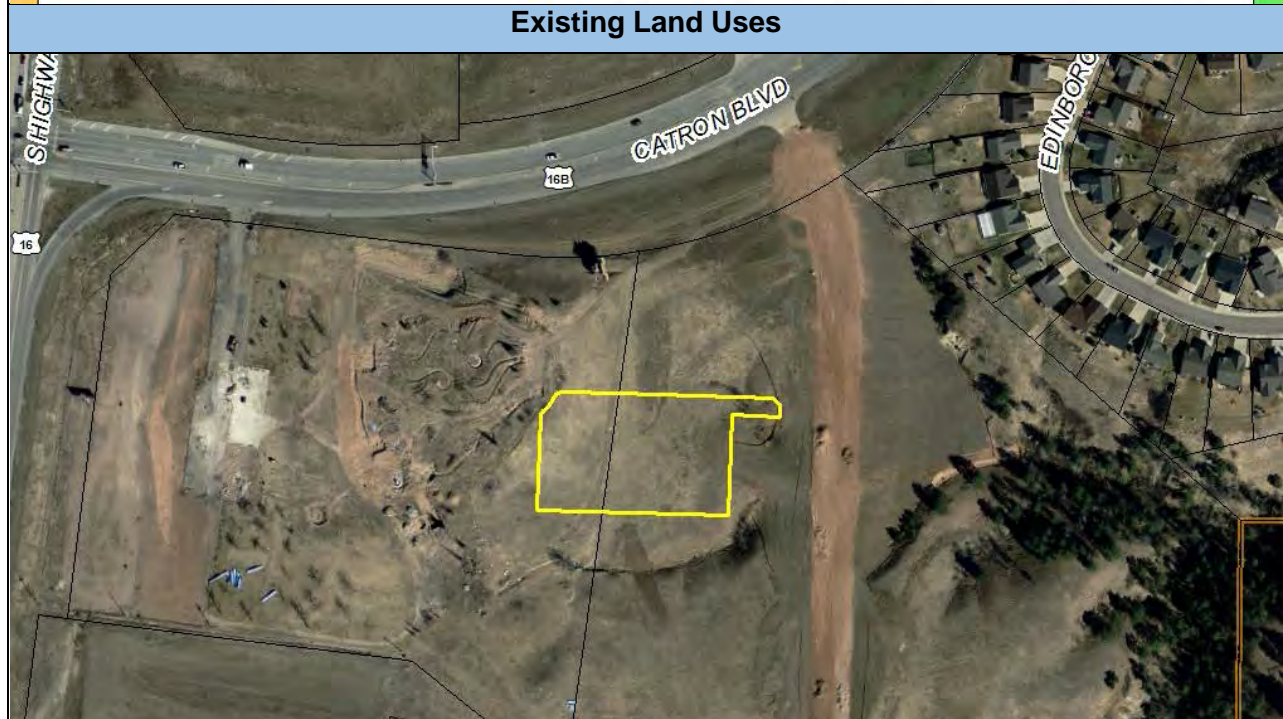 Existing Land Uses
S HIGHWA
CATRON BLVD
EDINBORO
16B
16